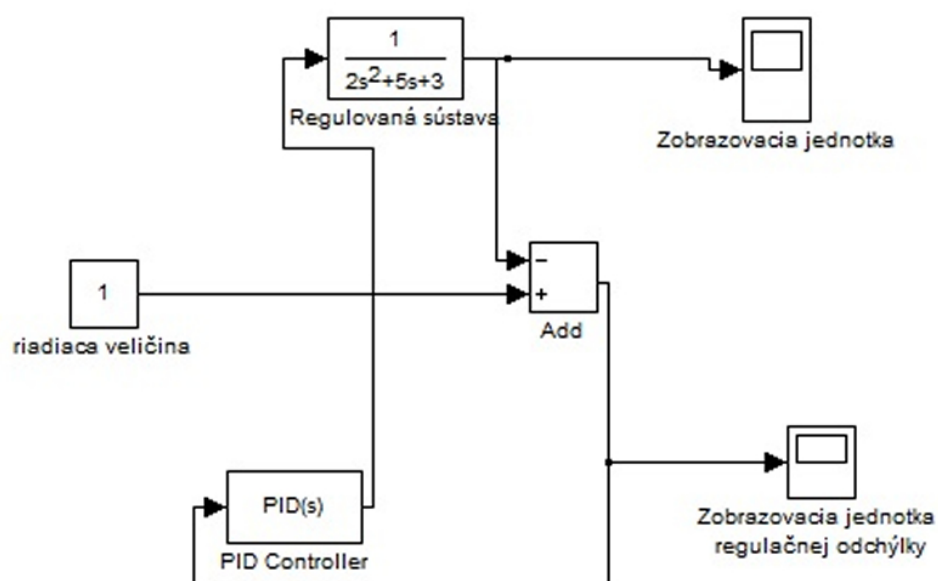 1
2s²+5s+3
Regulovaná sústava
Zobrazovacia jednotka
1
riadiaca veličina
−
+
Add
PID(s)
PID Controller
Zobrazovacia jednotka
regulačnej odchýlky